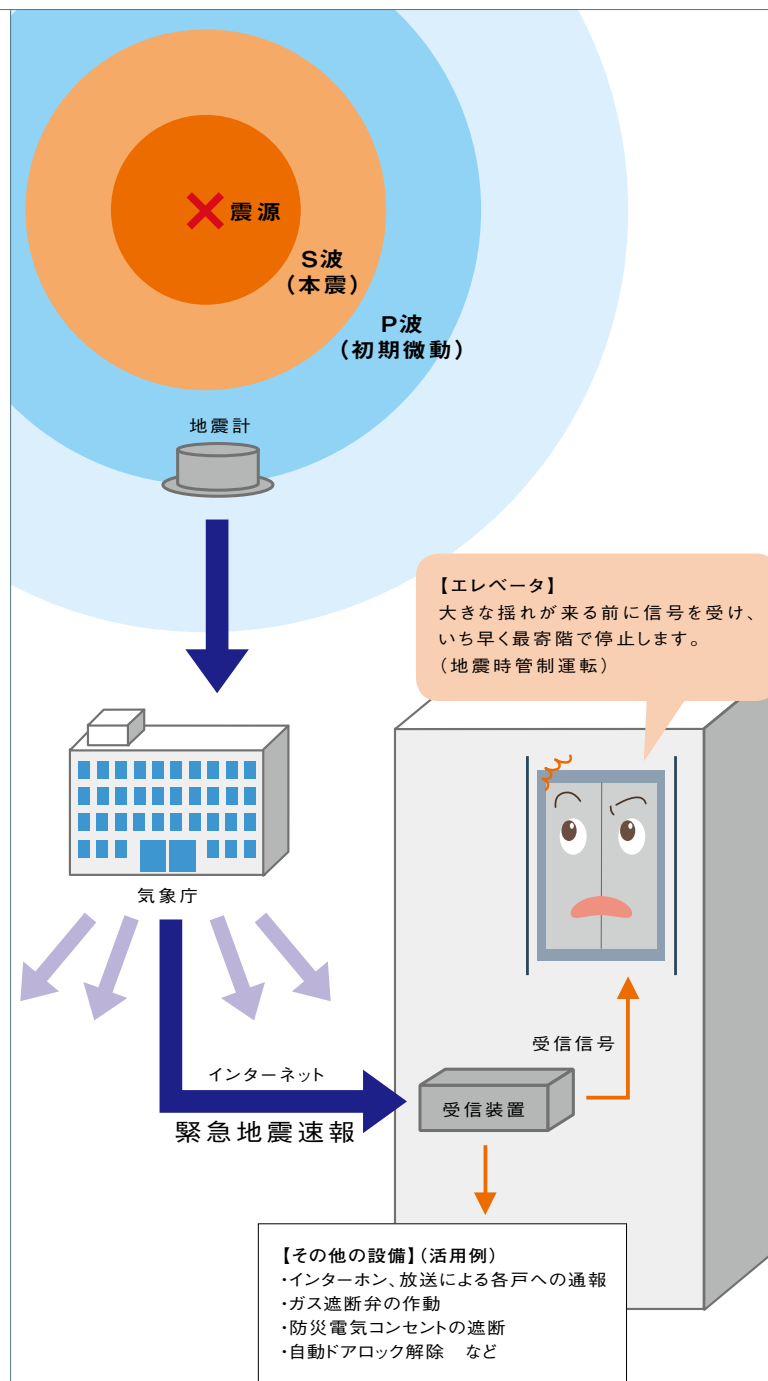 震源
S波
（本震）
P波
（初期微動）
地震計
【エレベータ】
大きな揺れが来る前に信号を受け、
いち早く最寄階で停止します。
（地震時管制運転）
気象庁
受信信号
インターネット
受信装置
緊急地震速報
【その他の設備】（活用例）
・インターホン、放送による各戸への通報
・ガス遮断弁の作動
・防災電気コンセントの遮断
・自動ドアロック解除　など